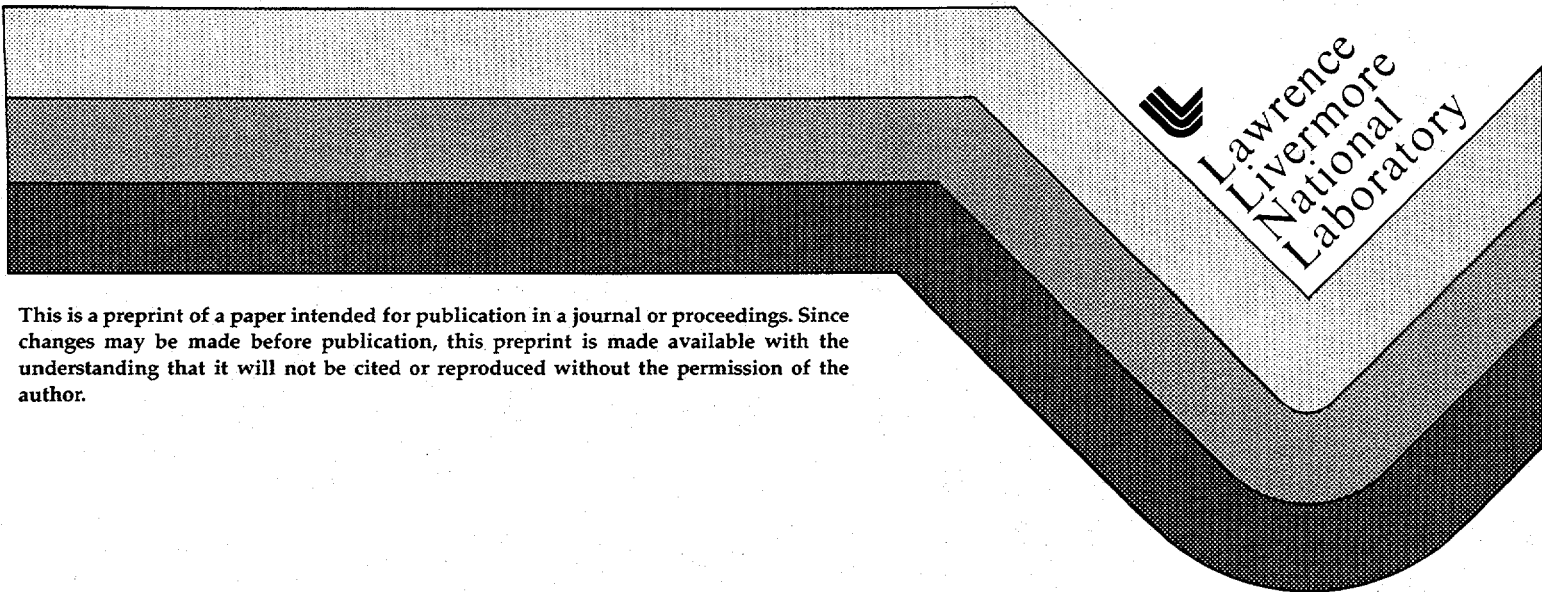 Lawrence
Livermore
National
Laboratory
This is a preprint of a paper intended for publication in a journal or proceedings. Since
changes may be made before publication, this preprint is made available with the
understanding that it will not be cited or reproduced without the permission of the
author.